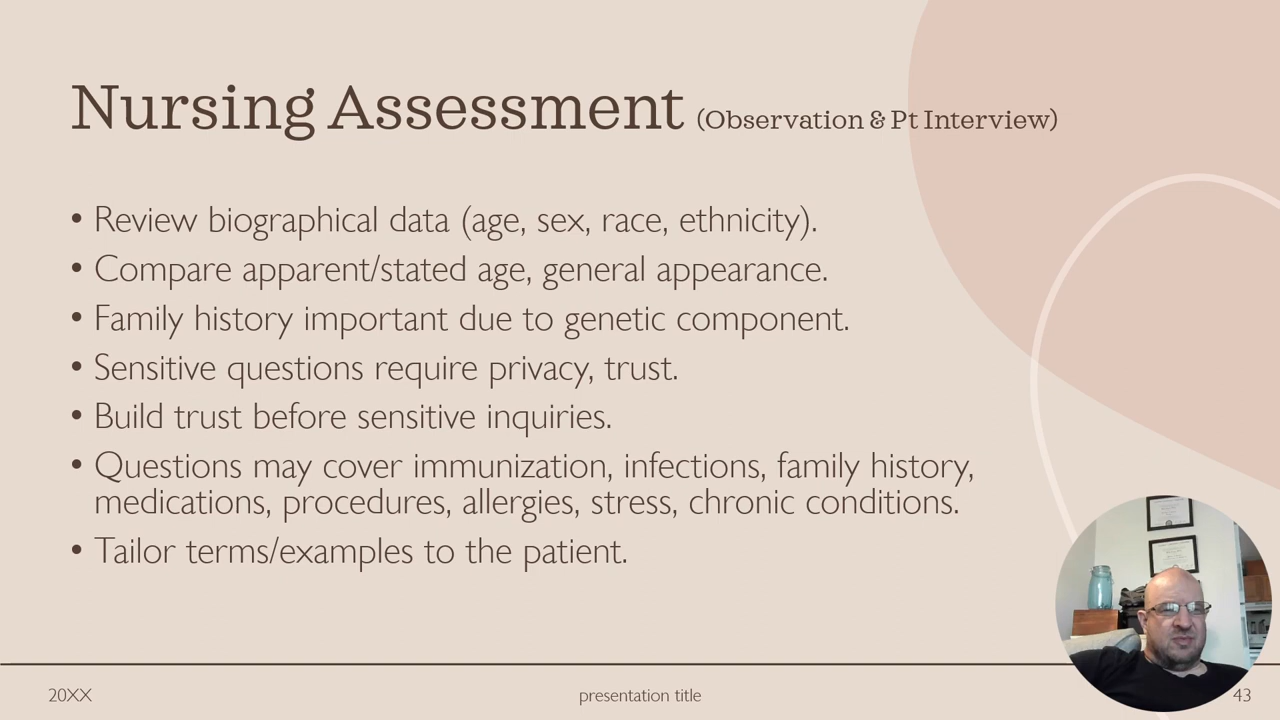 Nursing Assessment (Observation & Pt Interview)
• Review biographical data (age, sex, race, ethnicity).
• Compare apparent/stated age, general appearance.
• Family history important due to genetic component.
• Sensitive questions require privacy, trust.
• Build trust before sensitive inquiries.
• Questions may cover immunization, infections, family history,
medications, procedures, allergies, stress, chronic conditions.
• Tailor terms/examples to the patient.
20XX
presentation title
43